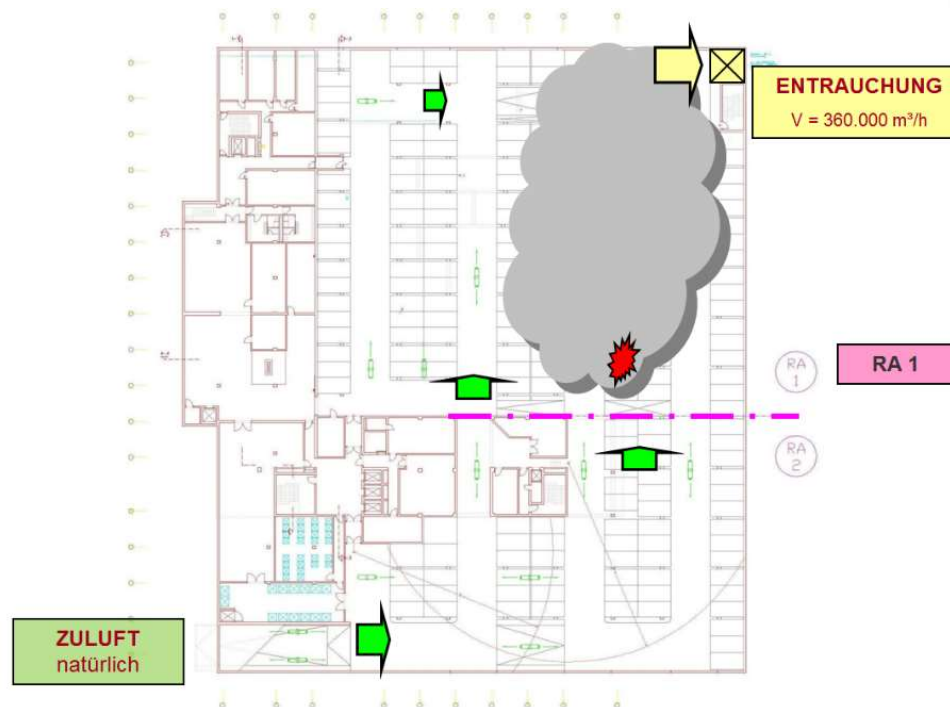 ENTRAUCHUNG
V = 360.000 m³/h
RA
1
RA 1
RA
2
ZULUFT
natürlich